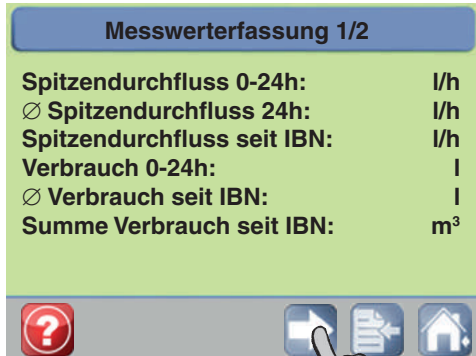 Messwerterfassung 1/2
Spitzendurchfluss 0-24h: l/h
∅ Spitzendurchfluss 24h: l/h
Spitzendurchfluss seit IBN: l/h
Verbrauch 0-24h: l
∅ Verbrauch seit IBN: l
Summe Verbrauch seit IBN: m³
?